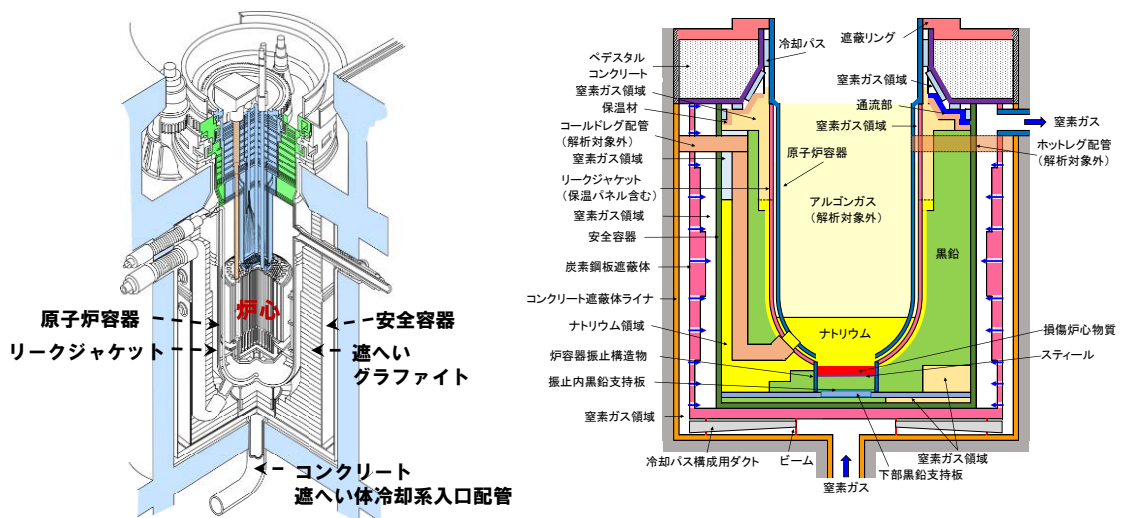 炉心
原子炉容器
リークジャケット
安全容器
遮へい
グラファイト
コンクリート
遮へい体冷却系入口配管
ペデスタル
コンクリート
窒素ガス領域
保温材
コールドレグ配管
(解析対象外)
窒素ガス領域
リークジャケット
(保温パネル含む)
窒素ガス領域
安全容器
炭素鋼板遮蔽体
コンクリート遮蔽体ライナ
ナトリウム領域
炉容器振止構造物
振止内黒鉛支持板
窒素ガス領域
冷却パス構成用ダクト
ビーム
窒素ガス
下部黒鉛支持板
窒素ガス領域
冷却パス
遮蔽リング
窒素ガス領域
通流部
窒素ガス領域
窒素ガス
ホットレグ配管
(解析対象外)
原子炉容器
アルゴンガス
(解析対象外)
黒鉛
ナトリウム
損傷炉心物質
スティール